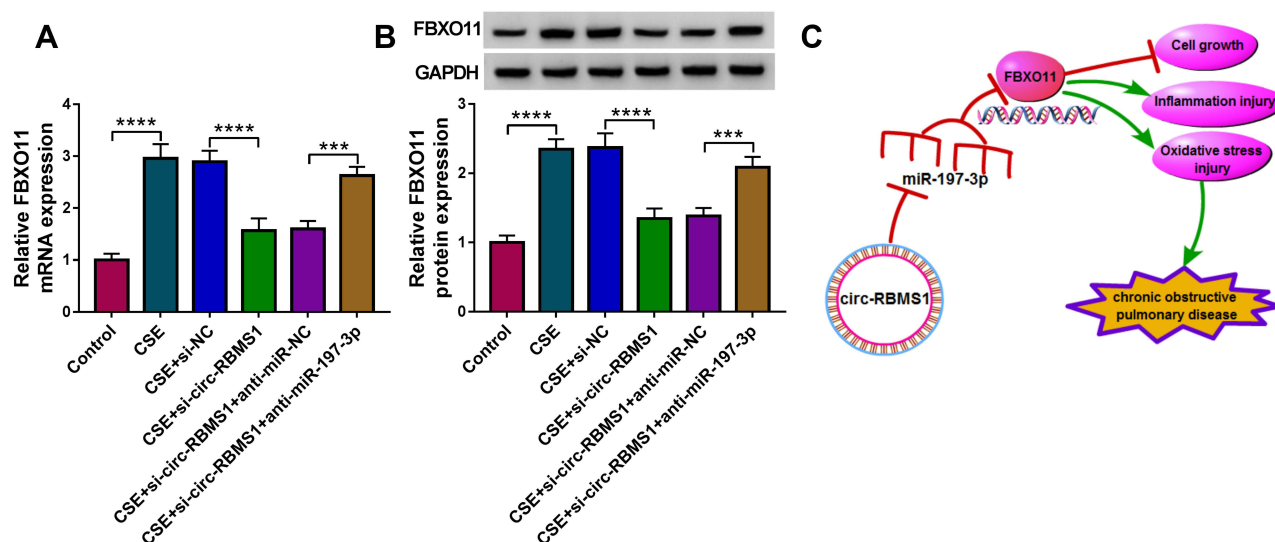 A
Relative FBXO11
mRNA expression
4
3
2
1
0
****
****
***
Control
CSE
CSE+si-NC
CSE+si-circ-RBMS1
CSE+si-circ-RBMS1+anti-miR-NC
CSE+si-circ-RBMS1+anti-miR-197-3p
B
FBXO11
GAPDH
Relative FBXO11
protein expression
3
2
1
0
****
****
***
Control
CSE
CSE+si-NC
CSE+si-circ-RBMS1
CSE+si-circ-RBMS1+anti-miR-NC
CSE+si-circ-RBMS1+anti-miR-197-3p
C
Cell growth
FBXO11
Inflammation injury
Oxidative stress
injury
miR-197-3p
circ-RBMS1
chronic obstructive
pulmonary disease